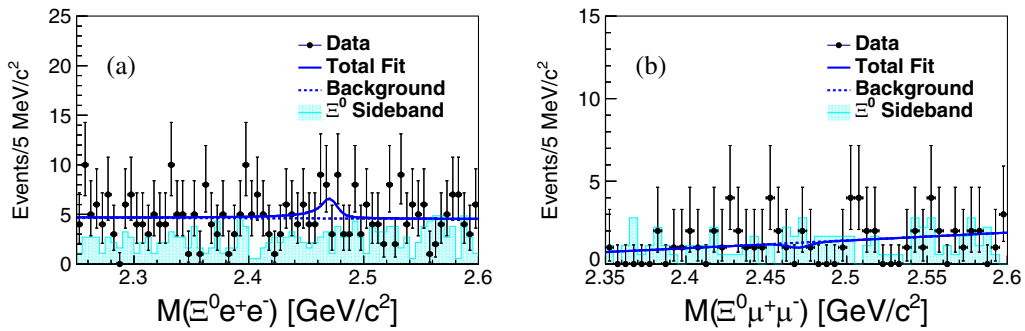 Events/5 MeV/c²
25
20
15
10
5
0
2.3
2.4
2.5
2.6
M(Ξ⁰e⁺e⁻) [GeV/c²]
(a)
Data
Total Fit
Background
Ξ⁰ Sideband
Events/5 MeV/c²
15
10
5
0
2.35
2.4
2.45
2.5
2.55
2.6
M(Ξ⁰μ⁺μ⁻) [GeV/c²]
(b)
Data
Total Fit
Background
Ξ⁰ Sideband